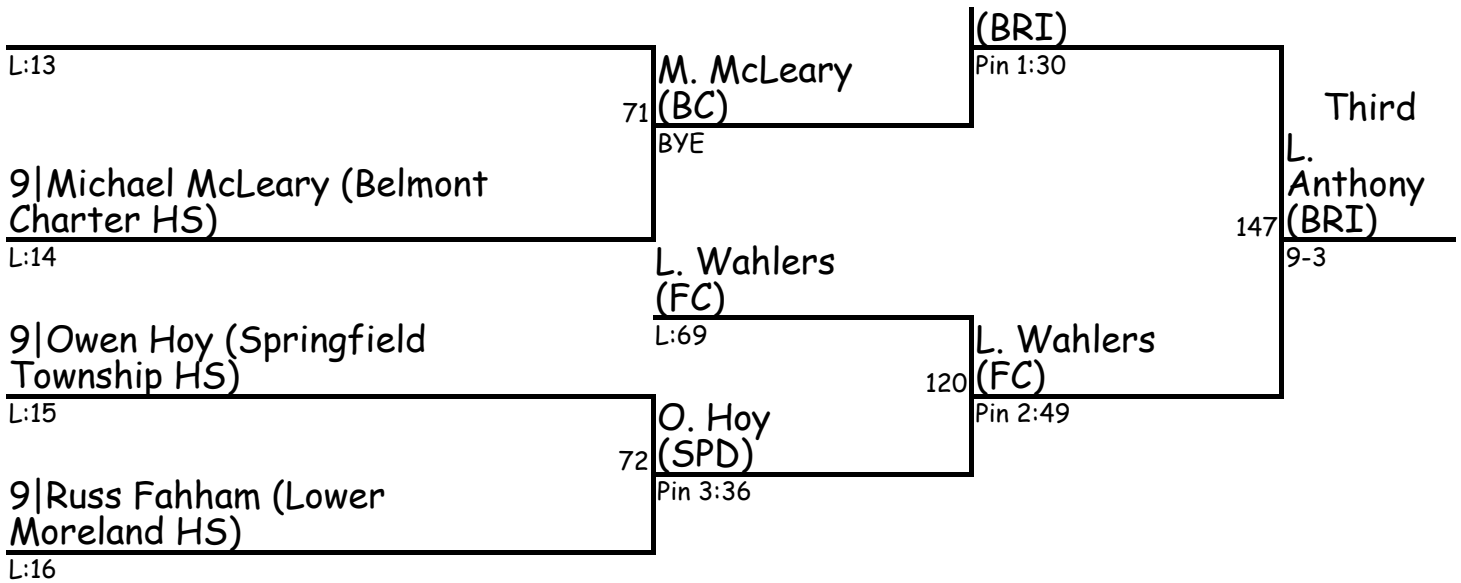 (BRI)
L:13
Pin 1:30
M. McLeary
(BC)
71
BYE
Third
L.
Anthony
(BRI)
147
9-3
9|Michael McLeary (Belmont
Charter HS)
L:14
L. Wahlers
(FC)
L:69
9|Owen Hoy (Springfield
Township HS)
L:15
L. Wahlers
(FC)
120
Pin 2:49
O. Hoy
(SPD)
72
Pin 3:36
9|Russ Fahham (Lower
Moreland HS)
L:16